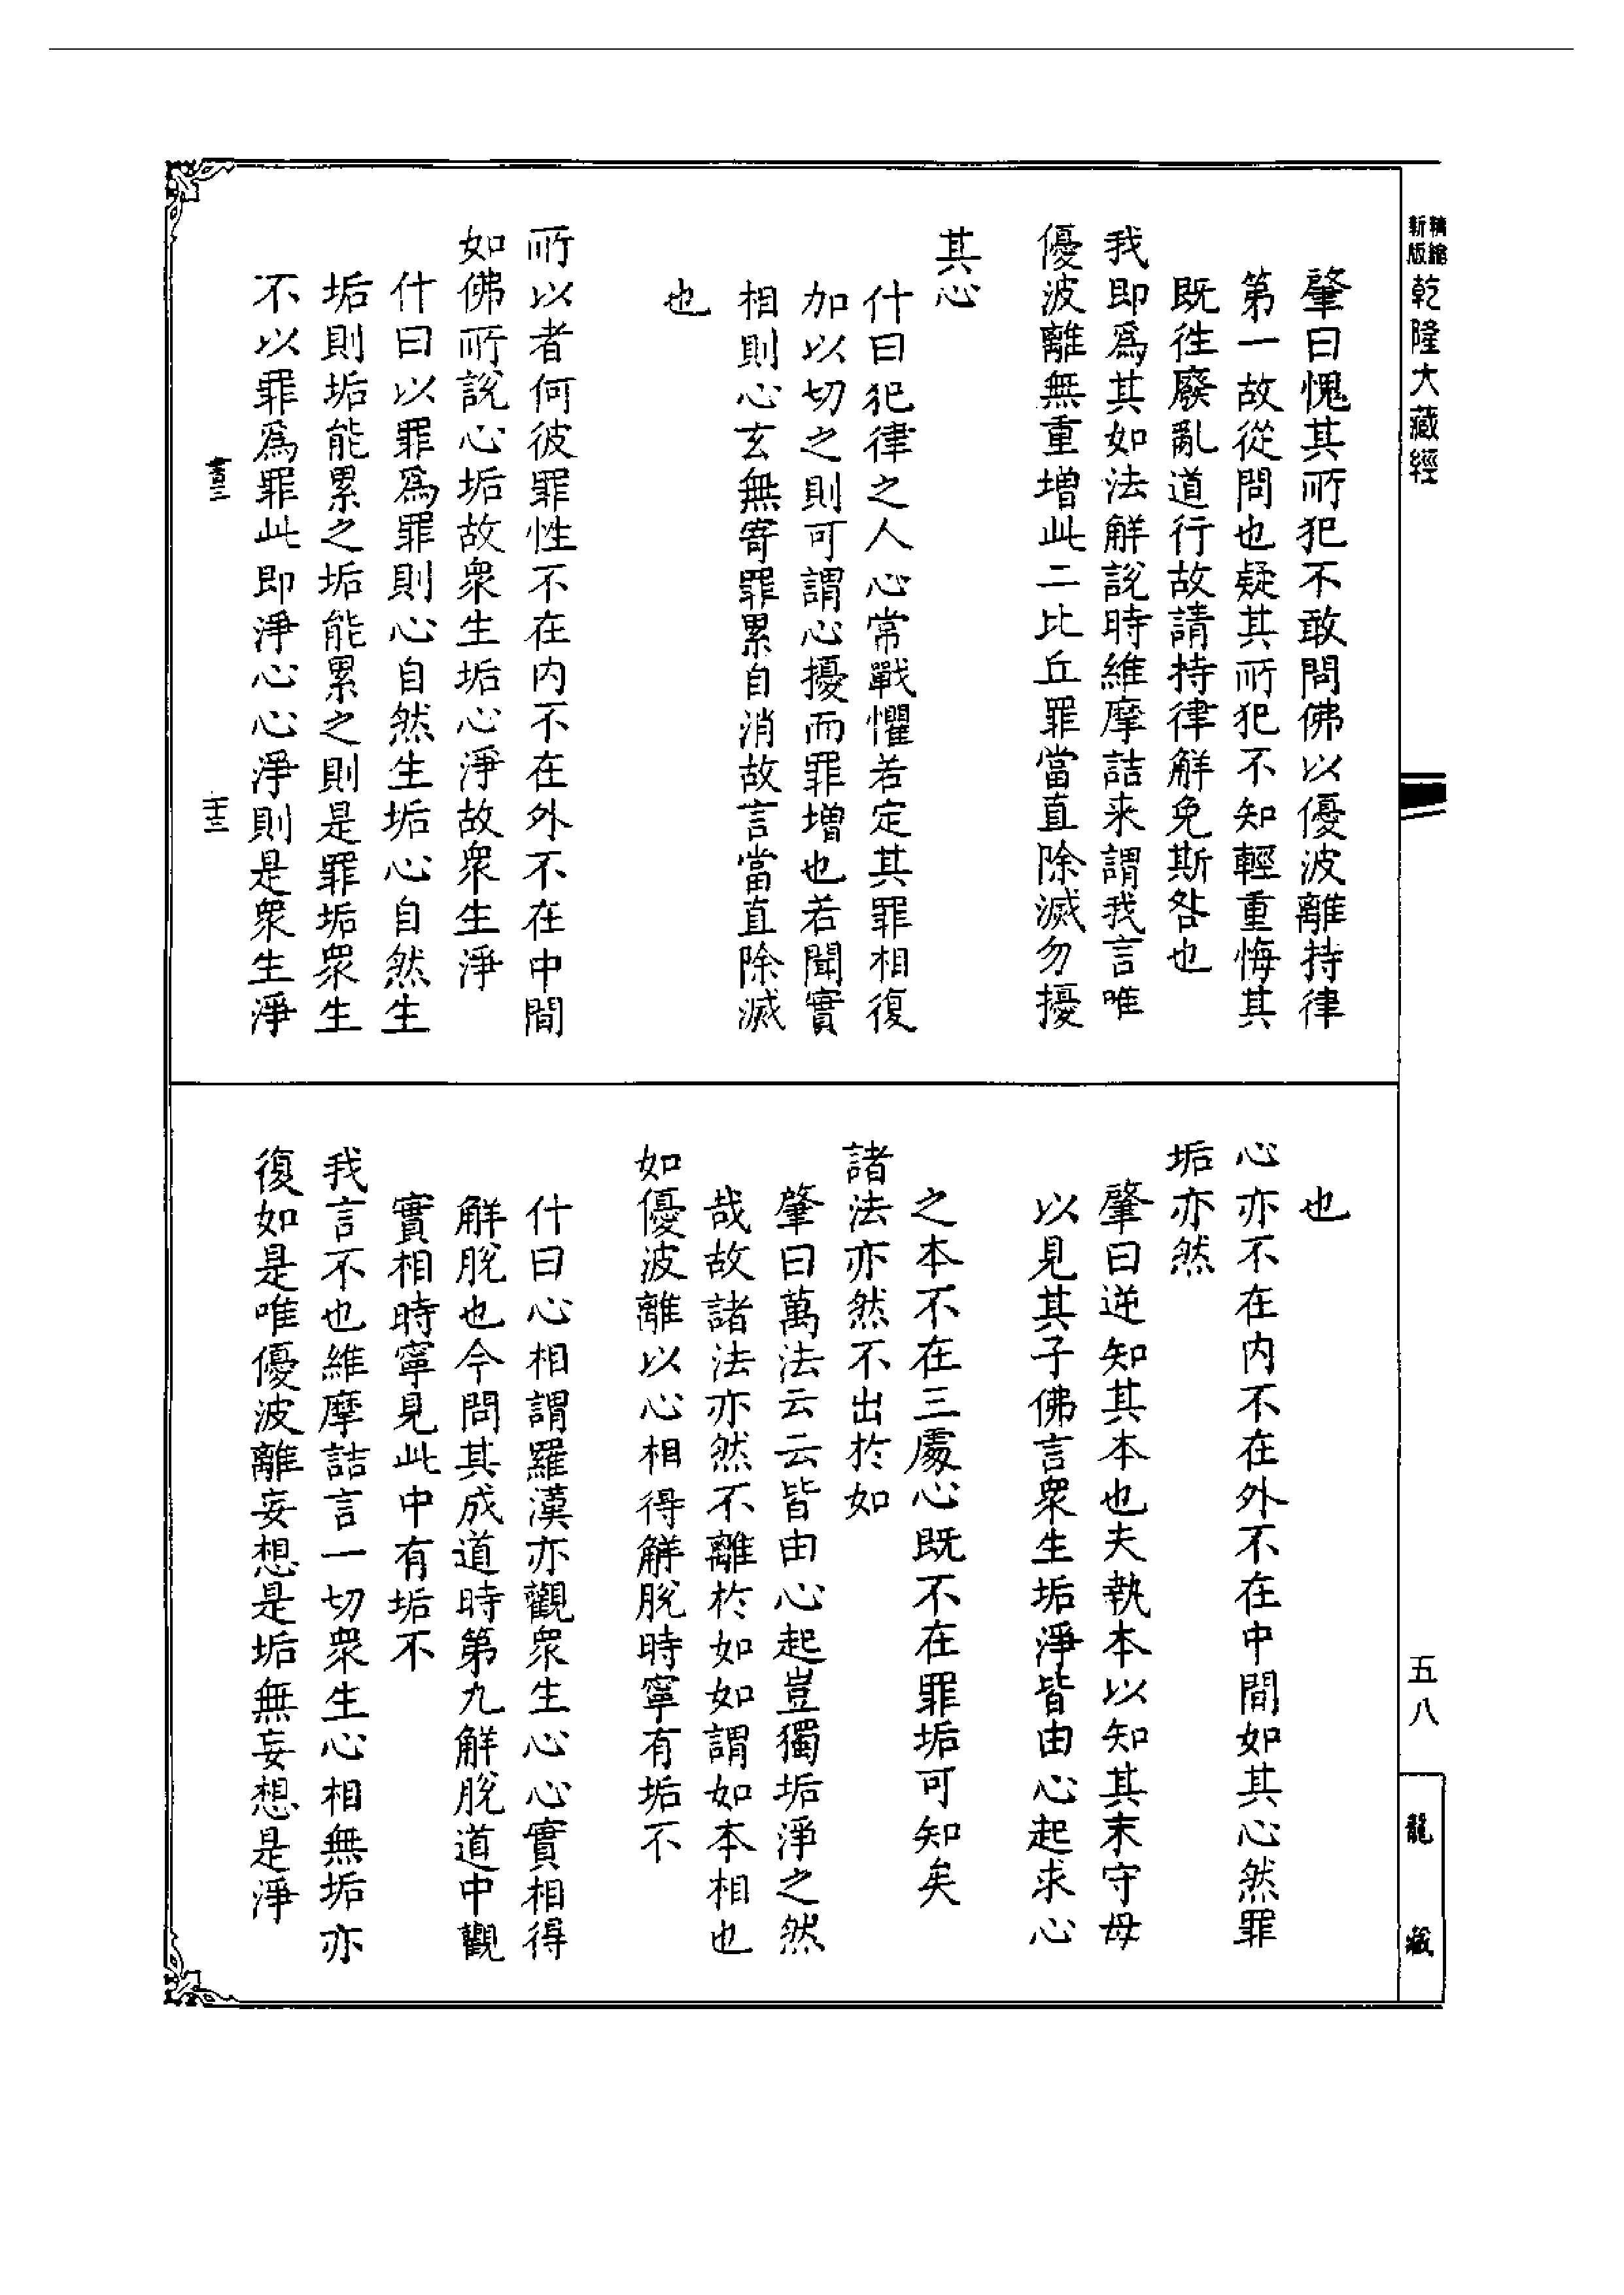 新版精縮
乾隆大藏經
肇曰愧其所犯不敢問佛以優波離持律
第一故從問也疑其所犯不知輕重悔其
既徃廢亂道行故請持律解免斯咎也
我即爲其如法解說時維摩詰来謂我言唯
優波離無重增此二比丘罪當直除滅勿擾
其心
什曰犯律之人心常戰懼若定其罪相復
加以切之則可謂心擾而罪增也若聞實
相則心玄無寄罪累自消故言當直除滅
也
所以者何彼罪性不在内不在外不在中間
如佛所說心垢故衆生垢心淨故衆生淨
什曰以罪爲罪則心自然生垢心自然生
垢則垢能累之垢能累之則是罪垢衆生
不以罪爲罪此即淨心心淨則是衆生淨
也
心亦不在内不在外不在中間如其心然罪
垢亦然
肇曰逆知其本也夫執本以知其末守母
以見其子佛言衆生垢淨皆由心起求心
之本不在三處心既不在罪垢可知矣
諸法亦然不出於如
肇曰萬法云云皆由心起豈獨垢淨之然
哉故諸法亦然不離於如如謂如本相也
如優波離以心相得解脫時寧有垢不
什曰心相謂羅漢亦觀衆生心心實相得
解脫也今問其成道時第九解脫道中觀
實相時寧見此中有垢不
我言不也維摩詰言一切衆生心相無垢亦
復如是唯優波離妄想是垢無妄想是淨
五八
龍藏